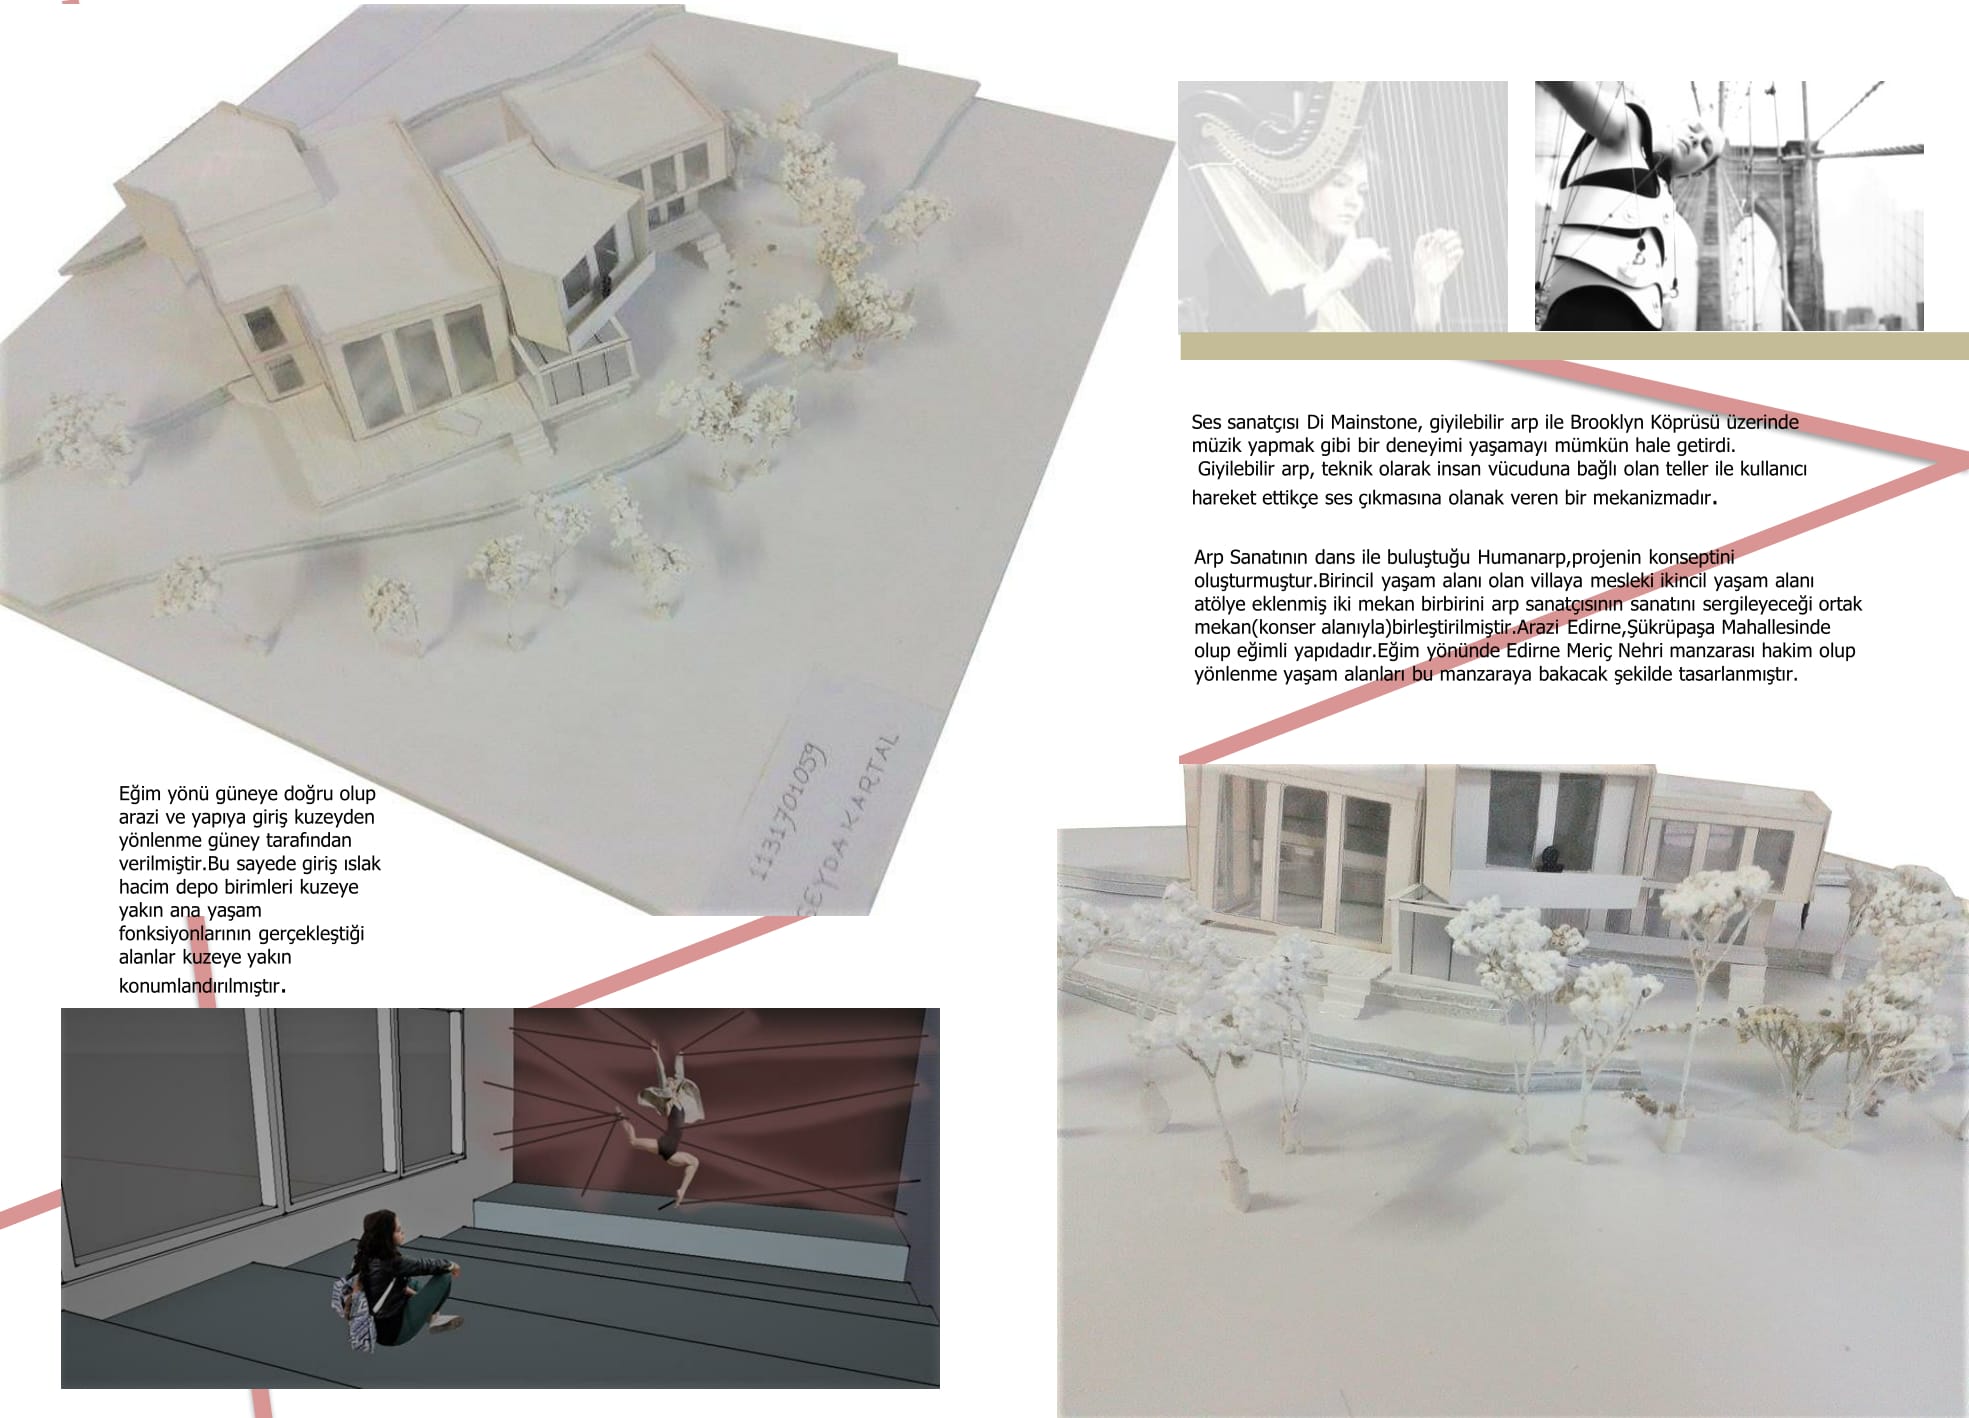 Ses sanatçısı Di Mainstone, giyilebilir arp ile Brooklyn Köprüsü üzerinde
müzik yapmak gibi bir deneyimi yaşamayı mümkün hale getirdi.
Giyilebilir arp, teknik olarak insan vücuduna bağlı olan teller ile kullanıcı
hareket ettikçe ses çıkmasına olanak veren bir mekanizmadır.
Arp Sanatının dans ile buluştuğu Humanarp,projenin konseptini
oluşturmuştur.Birincil yaşam alanı olan villaya mesleki ikincil yaşam alanı
atölye eklenmiş iki mekan birbirini arp sanatçısının sanatını sergileyeceği ortak
mekan(konser alanıyla)birleştirilmiştir.Arazi Edirne,Şükrüpaşa Mahallesinde
olup eğimli yapıdadır.Eğim yönünde Edirne Meriç Nehri manzarası hakim olup
yönlenme yaşam alanları bu manzaraya bakacak şekilde tasarlanmıştır.
1131701059
SEYDA KARTAL
Eğim yönü güneye doğru olup
arazi ve yapıya giriş kuzeyden
yönlenme güney tarafından
verilmiştir.Bu sayede giriş ıslak
hacim depo birimleri kuzeye
yakın ana yaşam
fonksiyonlarının gerçekleştiği
alanlar kuzeye yakın
konumlandırılmıştır.